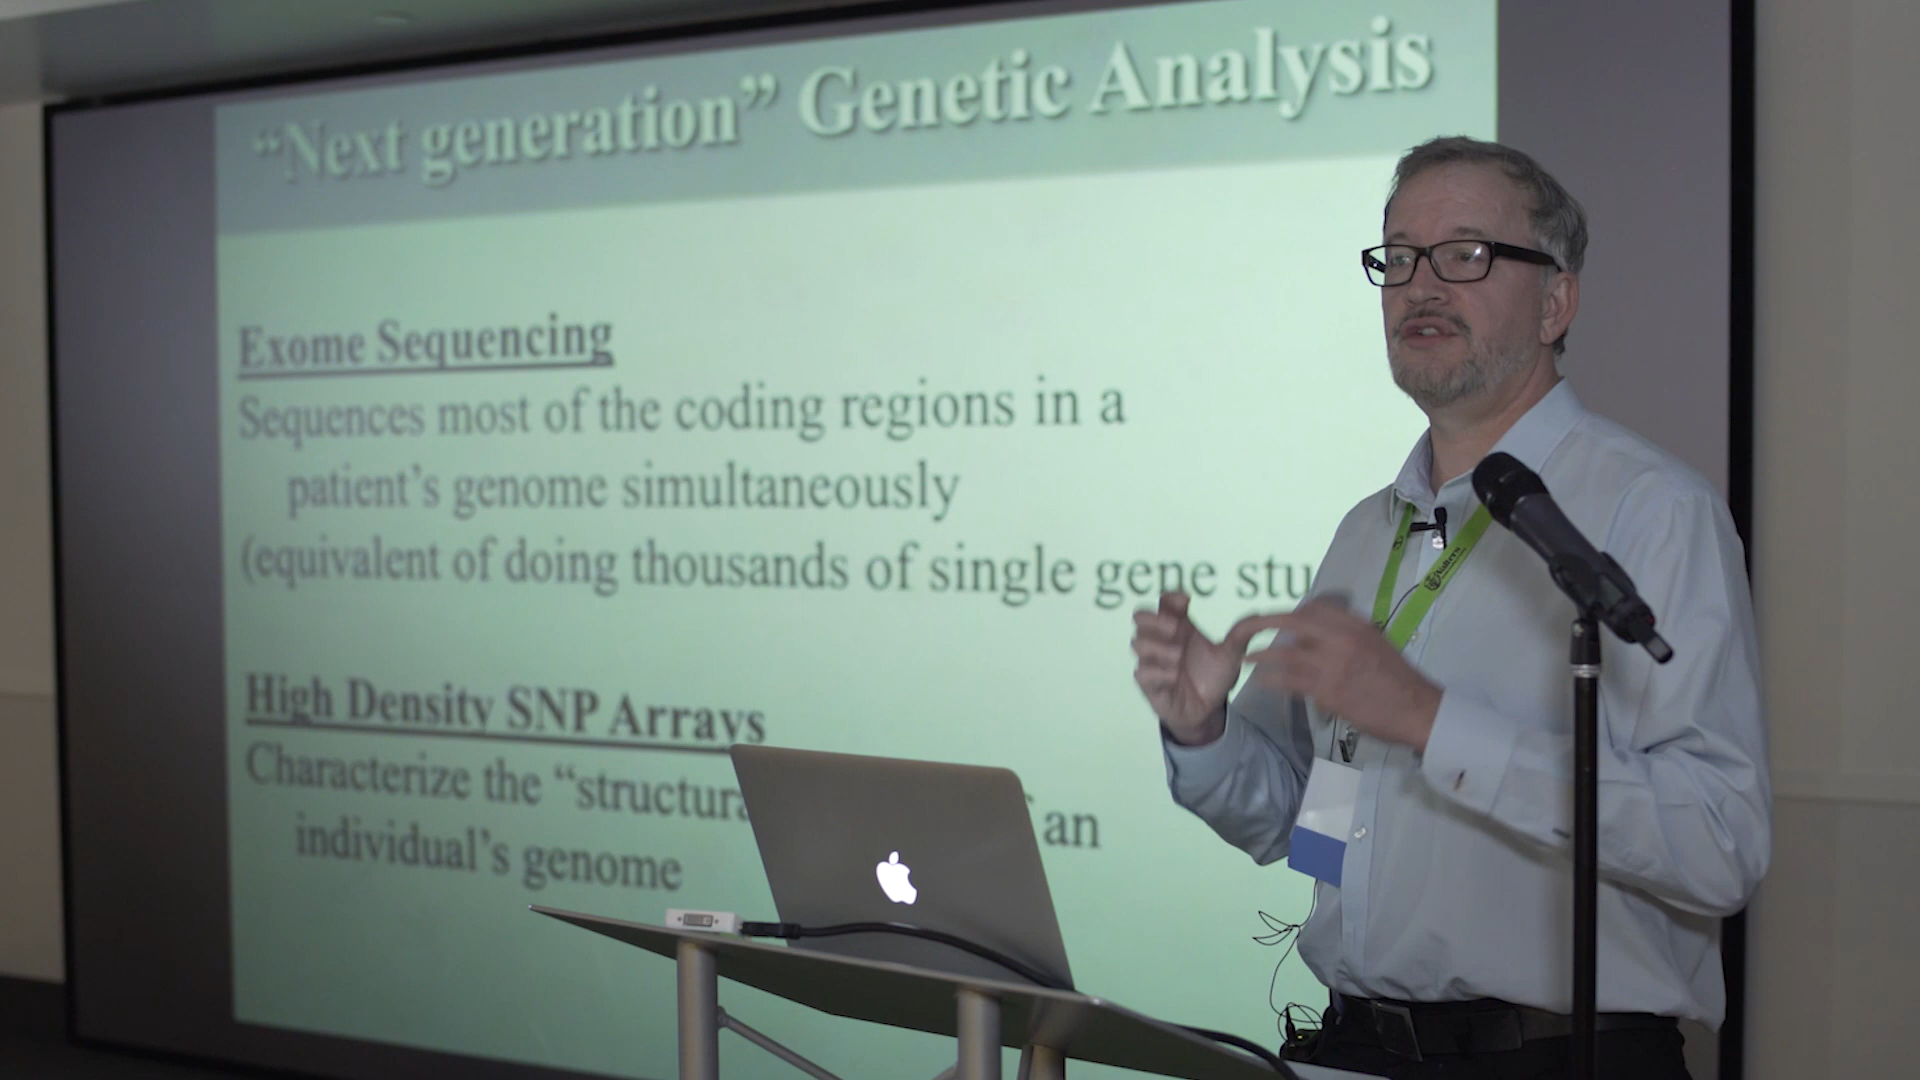 “Next generation” Genetic Analysis
Exome Sequencing
Sequences most of the coding regions in a
patient’s genome simultaneously
(equivalent of doing thousands of single gene stu
High Density SNP Arrays
Characterize the “structura an
individual’s genome